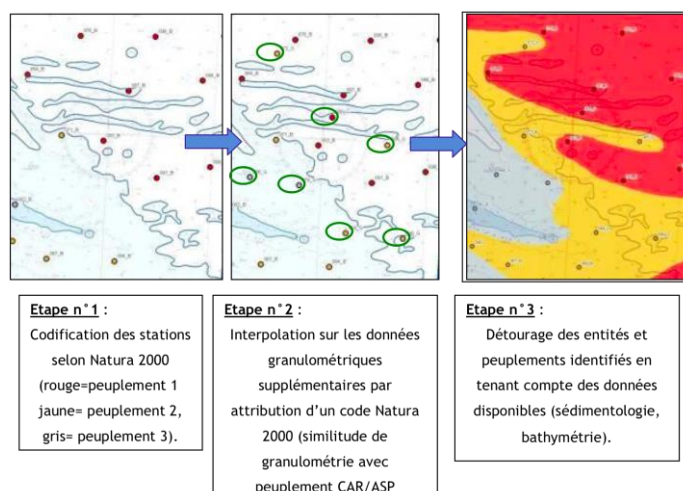 Etape n°1 :
Codification des stations
selon Natura 2000
(rouge=peuplement 1
jaune= peuplement 2,
gris= peuplement 3).
Etape n°2 :
Interpolation sur les données
granulométriques
supplémentaires par
attribution d’un code Natura
2000 (similitude de
granulométrie avec
peuplement CAR/ASP
Etape n°3 :
Détourage des entités et
peuplements identifiés en
tenant compte des données
disponibles (sédimentologie,
bathymétrie).